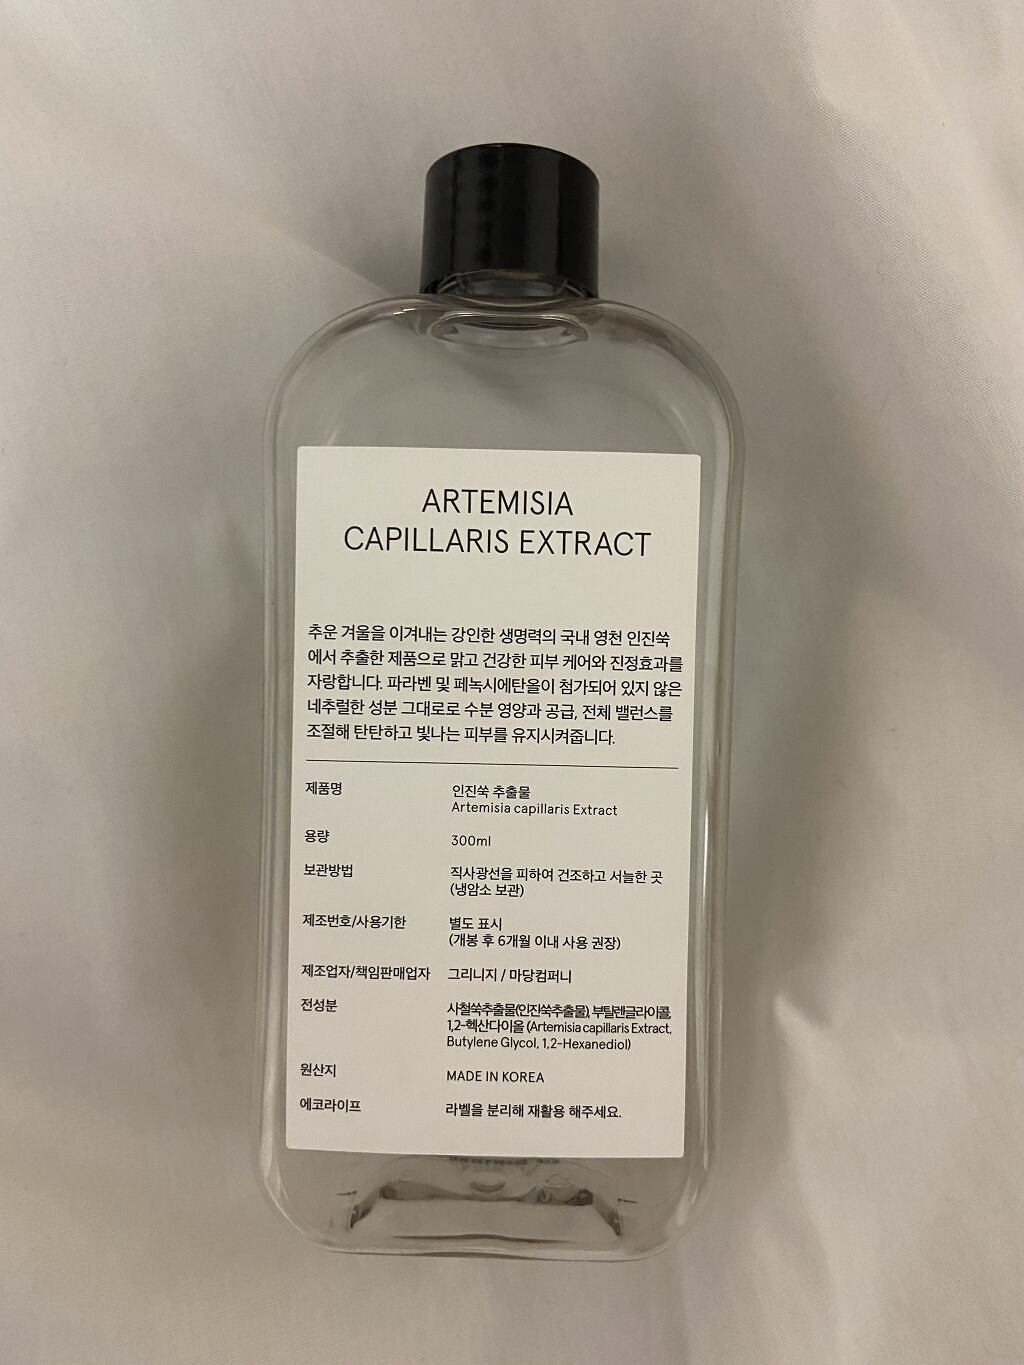 ARTEMISIA
CAPILLARIS EXTRACT
추운 겨울을 이겨내는 강인한 생명력의 국내 영천 인진쑥
에서 추출한 제품으로 맑고 건강한 피부 케어와 진정효과를
자랑합니다. 파라벤 및 페녹시에탄올이 첨가되어 있지 않은
네추럴한 성분 그대로로 수분 영양과 공급, 전체 밸런스를
조절해 탄탄하고 빛나는 피부를 유지시켜줍니다.
제품명 인진쑥 추출물
Artemisia capillaris Extract
용량 300ml
보관방법 직사광선을 피하여 건조하고 서늘한 곳
(냉암소 보관)
제조번호/사용기한 별도 표시
(개봉 후 6개월 이내 사용 권장)
제조업자/책임판매업자 그리니지 / 마당컴퍼니
전성분 사철쑥추출물(인진쑥추출물), 부틸렌글라이콜,
1,2-헥산다이올 (Artemisia capillaris Extract,
Butylene Glycol, 1,2-Hexanediol)
원산지 MADE IN KOREA
에코라이프 라벨을 분리해 재활용 해주세요.